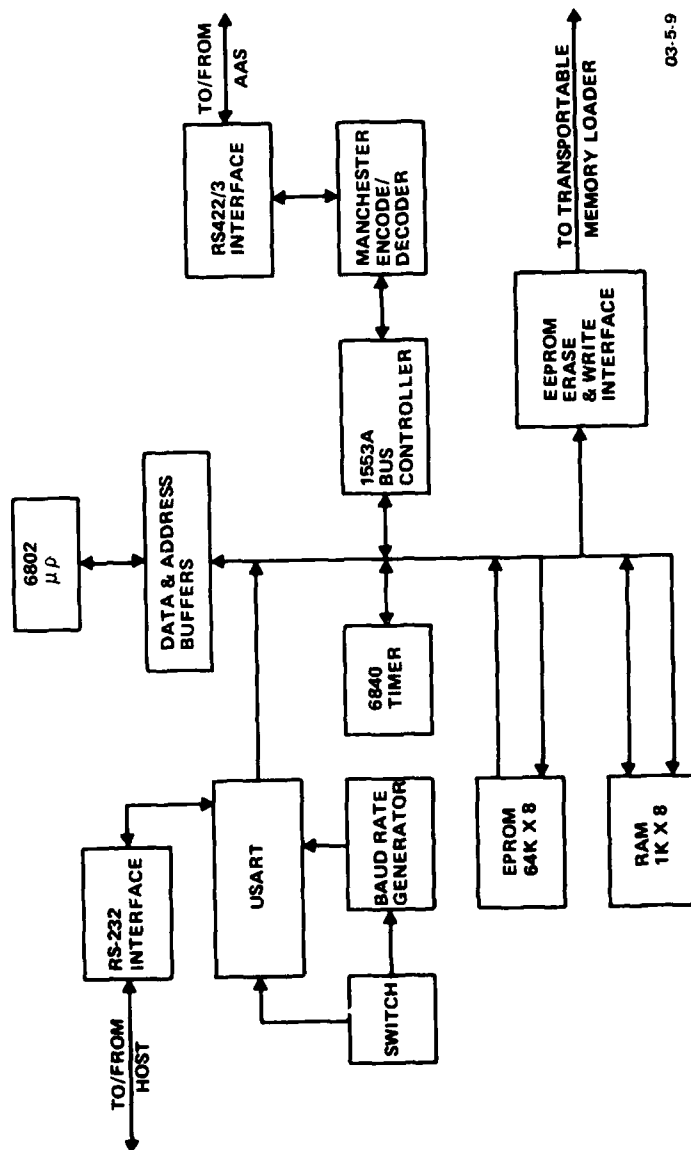 TO/FROM
HOST
RS-232
INTERFACE
USART
SWITCH
BAUD RATE
GENERATOR
6802
μρ
DATA & ADDRESS
BUFFERS
6840
TIMER
EPROM
64K X 8
RAM
1K X 8
1553A
BUS
CONTROLLER
MANCHESTER
ENCODE/
DECODER
RS422/3
INTERFACE
TO/FROM
AAS
EEPROM
ERASE
& WRITE
INTERFACE
TO TRANSPORTABLE
MEMORY LOADER
03-5-9